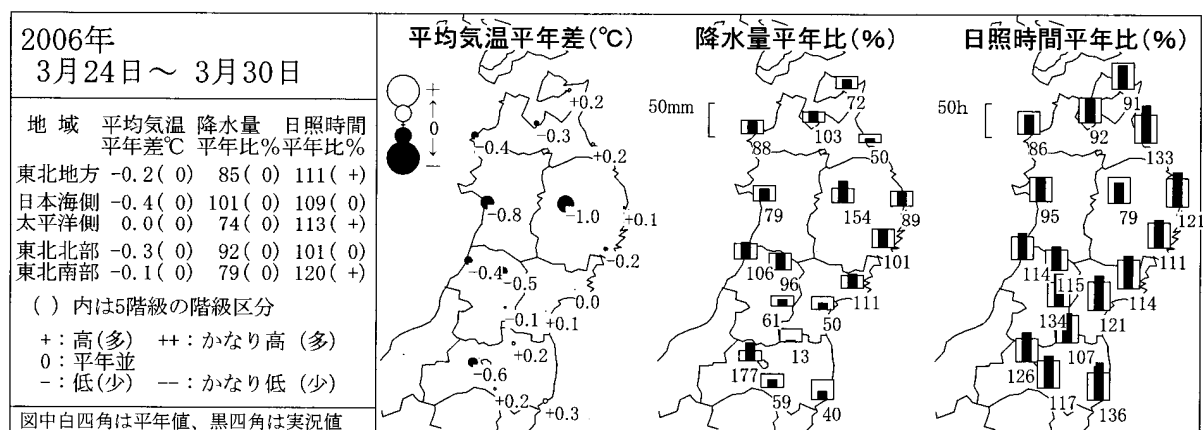 2006年
3月24日～ 3月30日
地 域 平均気温 降水量 日照時間
平年差℃ 平年比% 平年比%
東北地方 -0.2( 0) 85( 0) 111( +)
日本海側 -0.4( 0) 101( 0) 109( 0)
太平洋側 0.0( 0) 74( 0) 113( +)
東北北部 -0.3( 0) 92( 0) 101( 0)
東北南部 -0.1( 0) 79( 0) 120( +)
( ) 内は5階級の階級区分
+：高(多) ++：かなり高 (多)
0：平年並
-：低(少) --：かなり低 (少)
図中白四角は平年値、黒四角は実況値
平均気温平年差(℃)
+
↑
0
↓
-
+0.2
-0.3
-0.4
+0.2
-0.8
-1.0
+0.1
-0.2
-0.4
-0.5
0.0
-0.1
+0.1
+0.2
-0.6
+0.2
+0.3
降水量平年比(%)
50mm
72
103
88
50
79
154
89
101
106
96
111
61
50
13
177
59
40
日照時間平年比(%)
50h
91
92
86
133
95
79
121
111
114
115
114
134
121
107
126
117
136